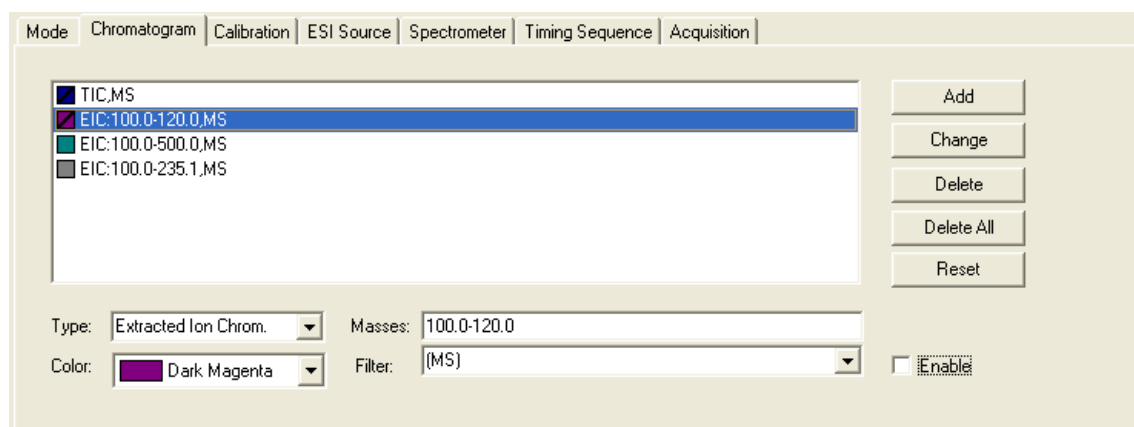 Mode Chromatogram Calibration ESI Source Spectrometer Timing Sequence Acquisition
TIC,MS
EIC:100.0-120.0,MS
EIC:100.0-500.0,MS
EIC:100.0-235.1,MS
Add
Change
Delete
Delete All
Reset
Type: Extracted Ion Chrom. Masses: 100.0-120.0
Color: Dark Magenta Filter: (MS) Enable